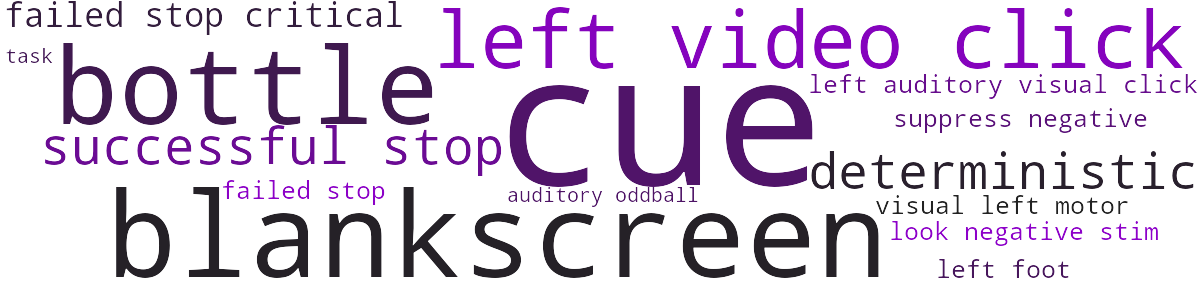 failed stop critical
left video click
task
bottle
cue
left auditory visual click
suppress negative
successful stop
deterministic
failed stop
auditory oddball
blankscreen
visual left motor
look negative stim
left foot